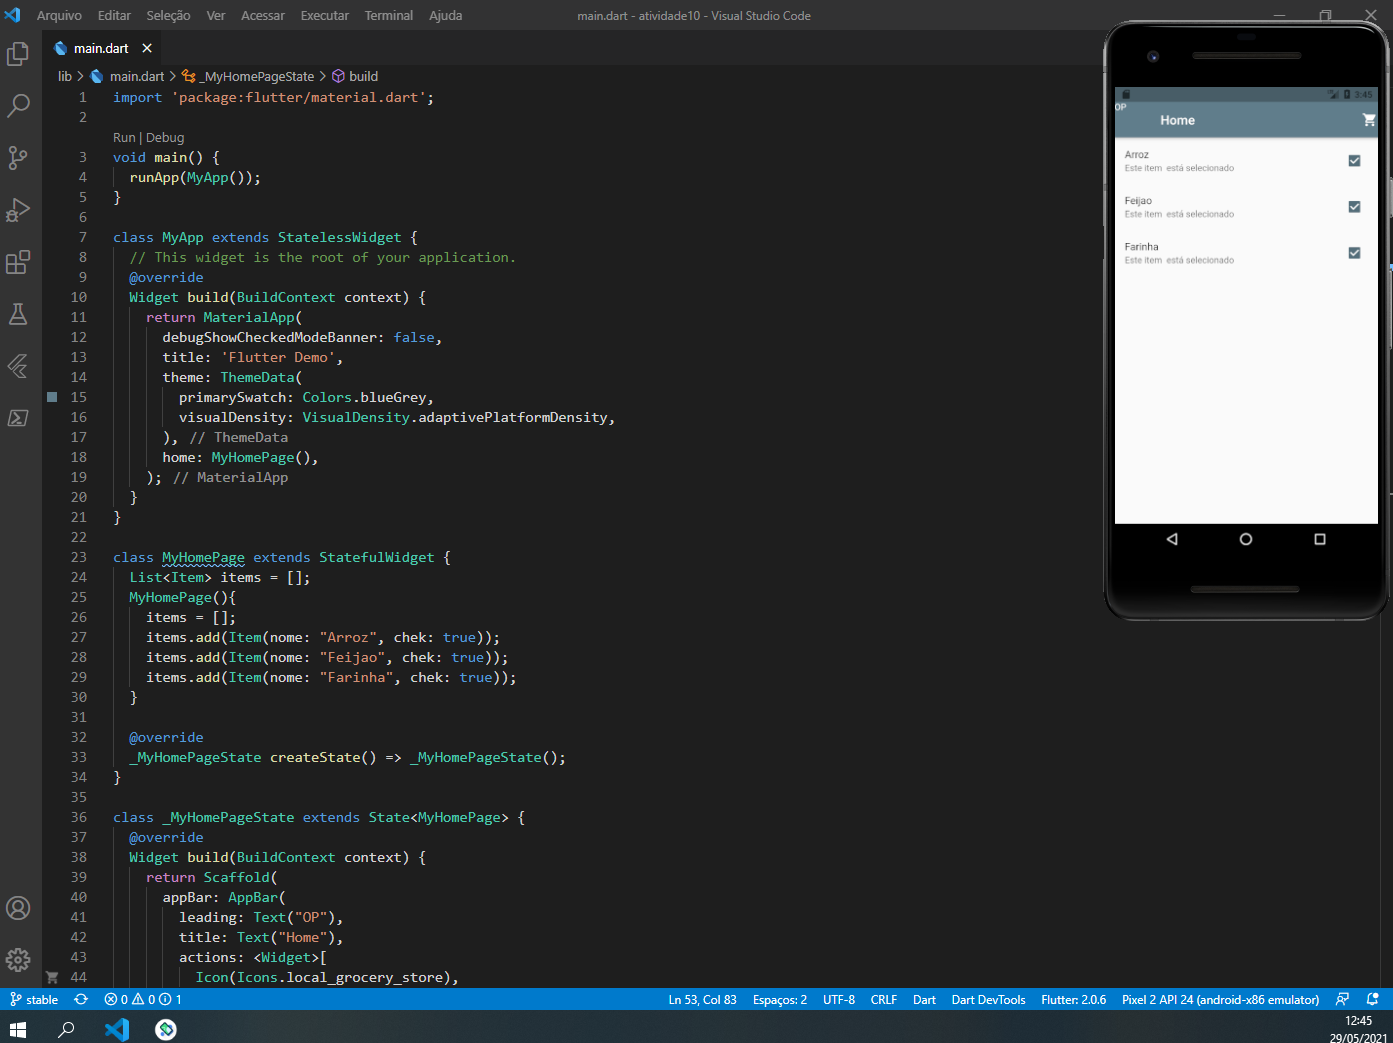 Arquivo Editar Seleção Ver Acessar Executar Terminal Ajuda main.dart - atividade10 - Visual Studio Code
main.dart
lib > main.dart > _MyHomePageState > build
1 import 'package:flutter/material.dart';
2
Run | Debug
3 void main() {
4   runApp(MyApp());
5 }
6
7 class MyApp extends StatelessWidget {
8   // This widget is the root of your application.
9   @override
10   Widget build(BuildContext context) {
11     return MaterialApp(
12       debugShowCheckedModeBanner: false,
13       title: 'Flutter Demo',
14       theme: ThemeData(
15         primarySwatch: Colors.blueGrey,
16         visualDensity: VisualDensity.adaptivePlatformDensity,
17       ), // ThemeData
18       home: MyHomePage(),
19     ); // MaterialApp
20   }
21 }
22
23 class MyHomePage extends StatefulWidget {
24   List<Item> items = [];
25   MyHomePage(){
26     items = [];
27     items.add(Item(nome: "Arroz", chek: true));
28     items.add(Item(nome: "Feijao", chek: true));
29     items.add(Item(nome: "Farinha", chek: true));
30   }
31
32   @override
33   _MyHomePageState createState() => _MyHomePageState();
34 }
35
36 class _MyHomePageState extends State<MyHomePage> {
37   @override
38   Widget build(BuildContext context) {
39     return Scaffold(
40       appBar: AppBar(
41         leading: Text("OP"),
42         title: Text("Home"),
43         actions: <Widget>[
44           Icon(Icons.local_grocery_store),
3:45
OP
Home
Arroz
Este item está selecionado
Feijao
Este item está selecionado
Farinha
Este item está selecionado
stable 0 0 1 Ln 53, Col 83 Espaços: 2 UTF-8 CRLF Dart Dart DevTools Flutter: 2.0.6 Pixel 2 API 24 (android-x86 emulator)
12:45
29/05/2021